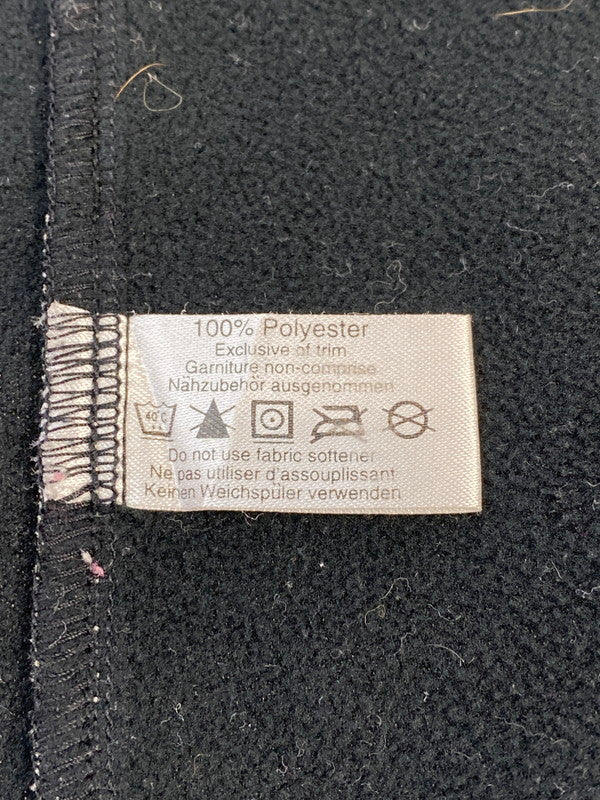 100% Polyester
Exclusive of trim
Garniture non-comprise
Nähzubehör ausgenommen
40°C
Do not use fabric softener
Ne pas utiliser d'assouplissant
Keinen Weichspüler verwenden